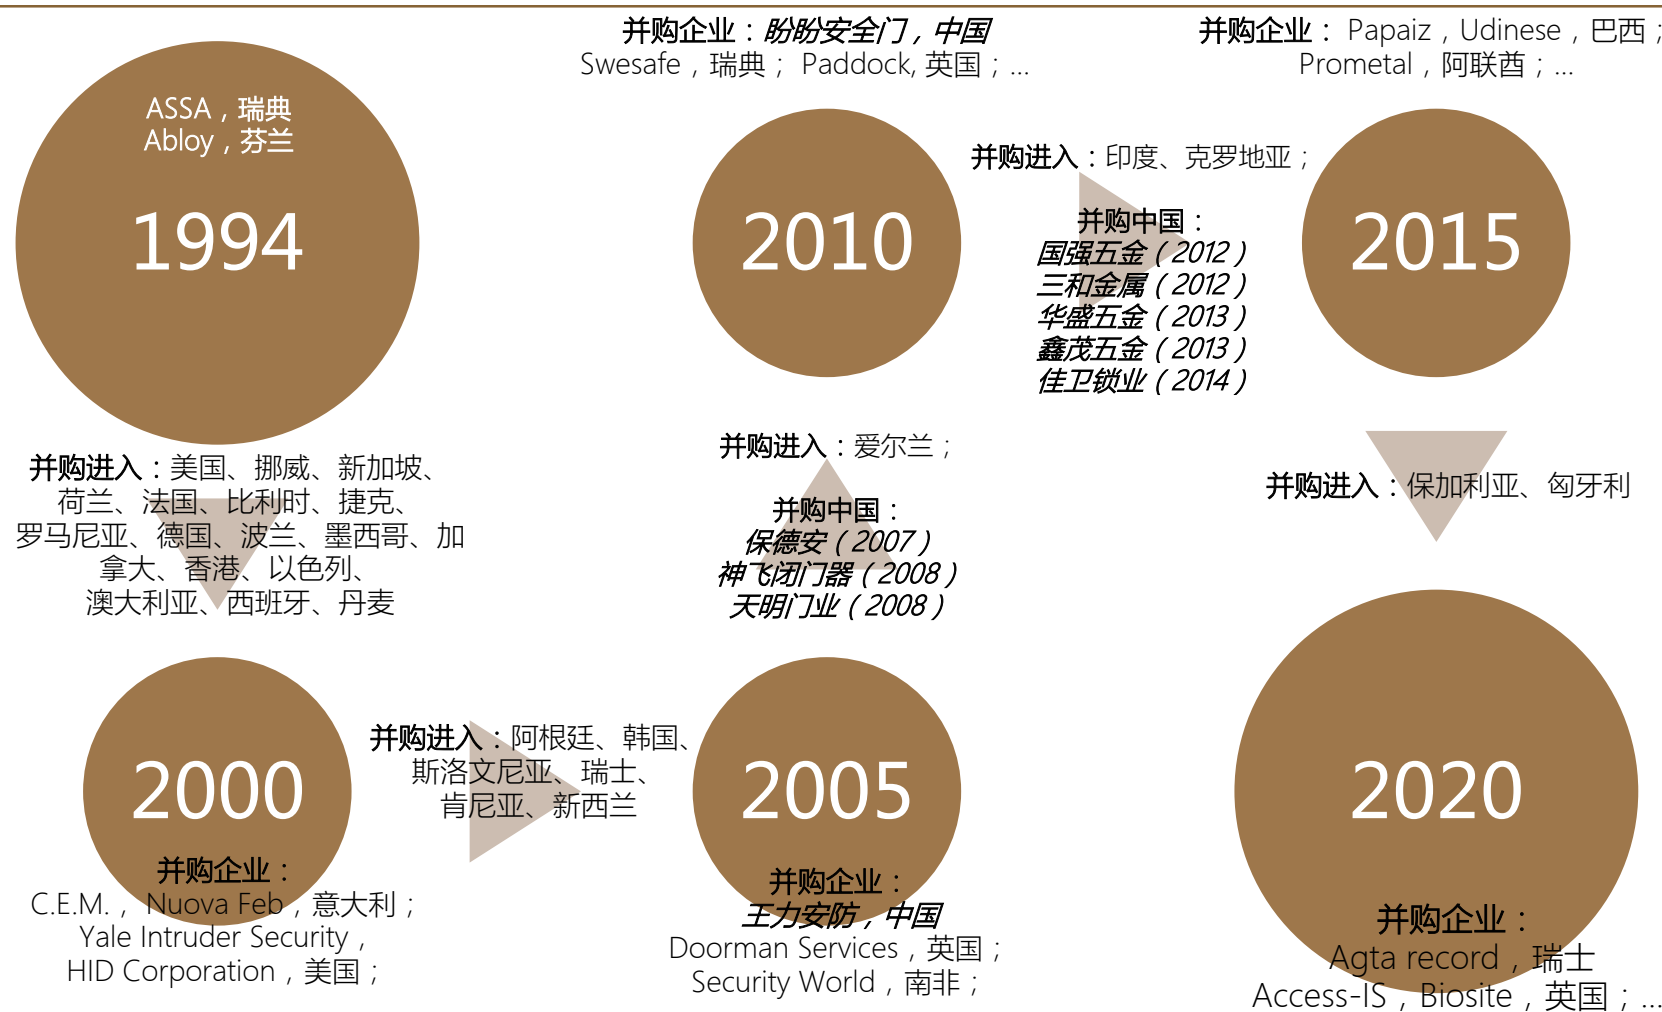 ASSA，瑞典
Abloy，芬兰
1994
并购进入：美国、挪威、新加坡、
荷兰、法国、比利时、捷克、
罗马尼亚、德国、波兰、墨西哥、加
拿大、香港、以色列、
澳大利亚、西班牙、丹麦
2000
并购企业：
C.E.M.，Nuova Feb，意大利；
Yale Intruder Security，
HID Corporation，美国；
并购进入：阿根廷、韩国、
斯洛文尼亚、瑞士、
肯尼亚、新西兰
2005
并购企业：
王力安防，中国
Doorman Services，英国；
Security World，南非；
并购进入：爱尔兰；
并购中国：
保德安（2007）
神飞闭门器（2008）
天明门业（2008）
并购企业：盼盼安全门，中国
Swesafe，瑞典；Paddock, 英国；...
2010
并购进入：印度、克罗地亚；
并购中国：
国强五金（2012）
三和金属（2012）
华盛五金（2013）
鑫茂五金（2013）
佳卫锁业（2014）
并购企业：Papaiz，Udinese，巴西；
Prometal，阿联酋；...
2015
并购进入：保加利亚、匈牙利
2020
并购企业：
Agta record，瑞士
Access-IS，Biosite，英国；...